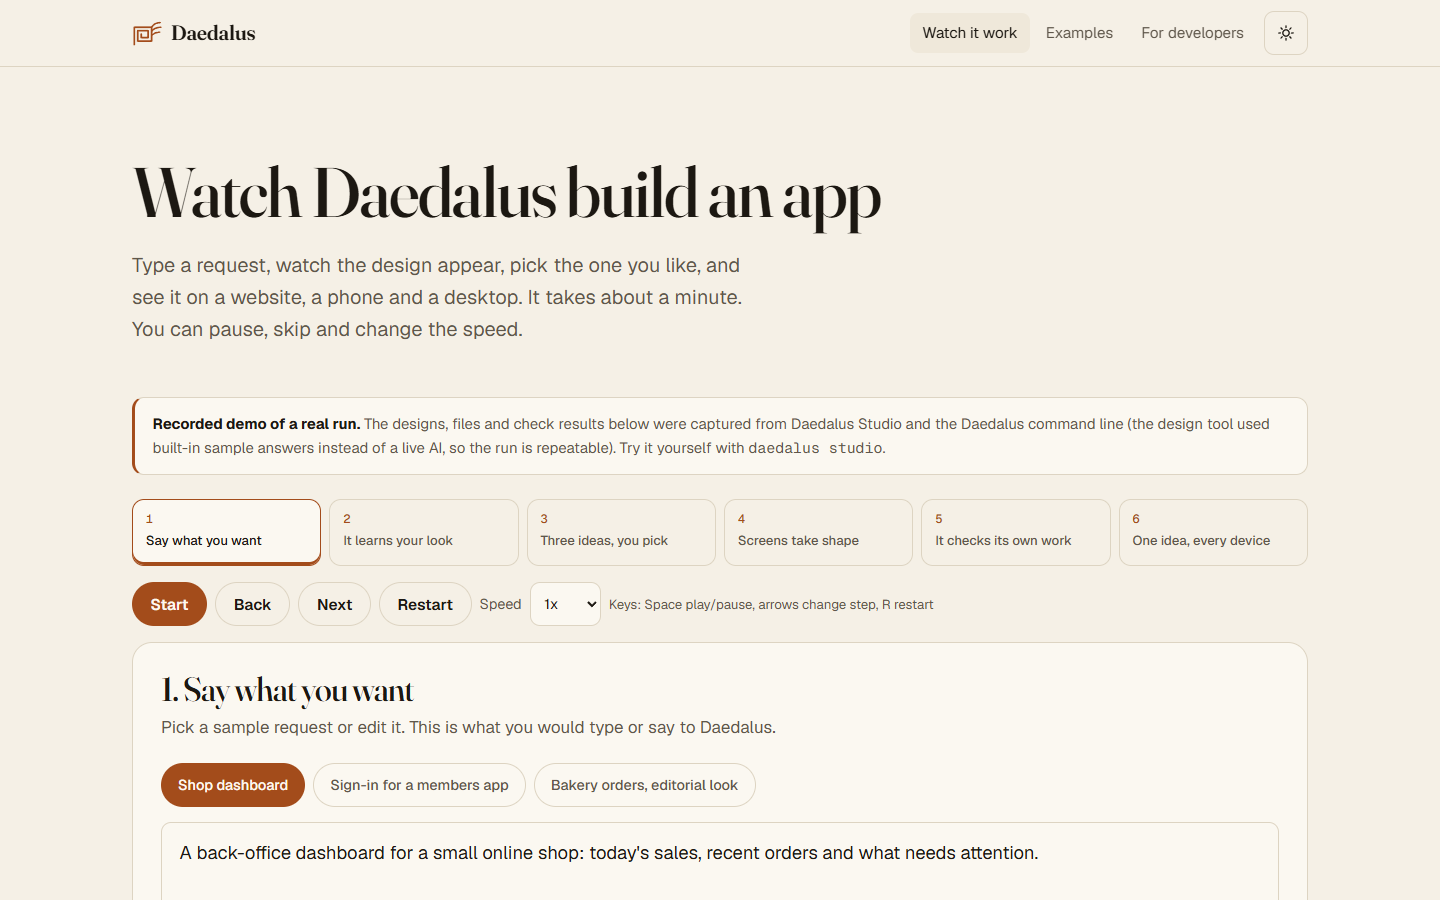 Daedalus
Watch it work
Examples
For developers
Watch Daedalus build an app
Type a request, watch the design appear, pick the one you like, and
see it on a website, a phone and a desktop. It takes about a minute.
You can pause, skip and change the speed.
Recorded demo of a real run. The designs, files and check results below were captured from Daedalus Studio and the Daedalus command line (the design tool used
built-in sample answers instead of a live AI, so the run is repeatable). Try it yourself with daedalus studio.
1
Say what you want
2
It learns your look
3
Three ideas, you pick
4
Screens take shape
5
It checks its own work
6
One idea, every device
Start
Back
Next
Restart
Speed
1x
Keys: Space play/pause, arrows change step, R restart
1. Say what you want
Pick a sample request or edit it. This is what you would type or say to Daedalus.
Shop dashboard
Sign-in for a members app
Bakery orders, editorial look
A back-office dashboard for a small online shop: today's sales, recent orders and what needs attention.